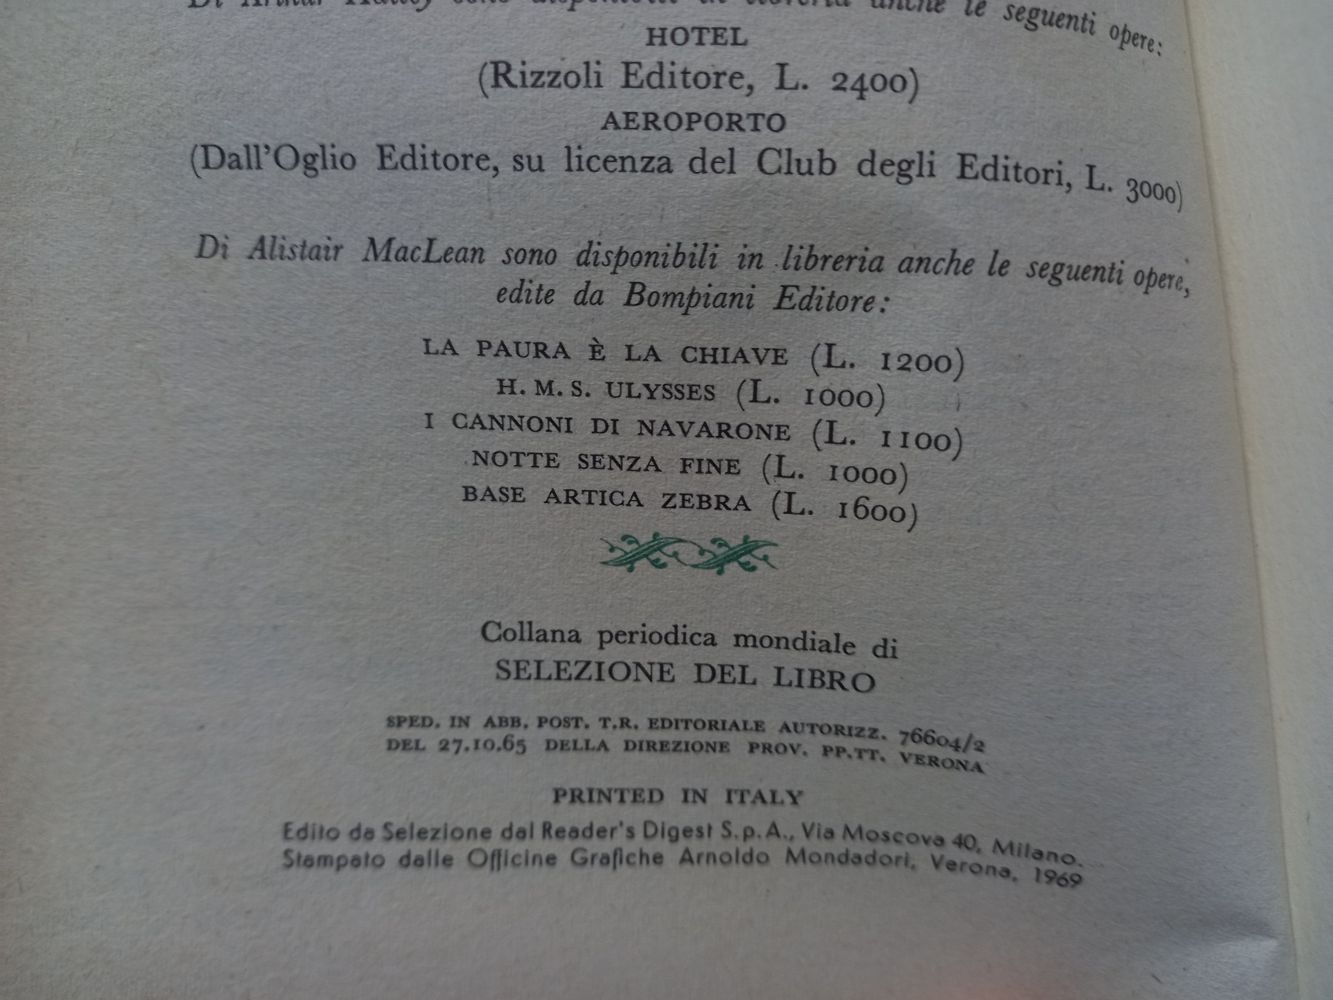 Di Arthur Hailey sono disponibili in libreria anche le seguenti opere:
HOTEL
(Rizzoli Editore, L. 2400)
AEROPORTO
(Dall'Oglio Editore, su licenza del Club degli Editori, L. 3000)
Di Alistair MacLean sono disponibili in libreria anche le seguenti opere,
edite da Bompiani Editore:
LA PAURA È LA CHIAVE (L. 1200)
H. M. S. ULYSSES (L. 1000)
I CANNONI DI NAVARONE (L. 1100)
NOTTE SENZA FINE (L. 1000)
BASE ARTICA ZEBRA (L. 1600)
Collana periodica mondiale di
SELEZIONE DEL LIBRO
SPED. IN ABB. POST. T.R. EDITORIALE AUTORIZZ. 76604/2
DEL 27.10.65 DELLA DIREZIONE PROV. PP.TT. VERONA
PRINTED IN ITALY
Edito da Selezione dal Reader's Digest S.p.A., Via Moscova 40, Milano.
Stampato dalle Officine Grafiche Arnoldo Mondadori, Verona, 1969